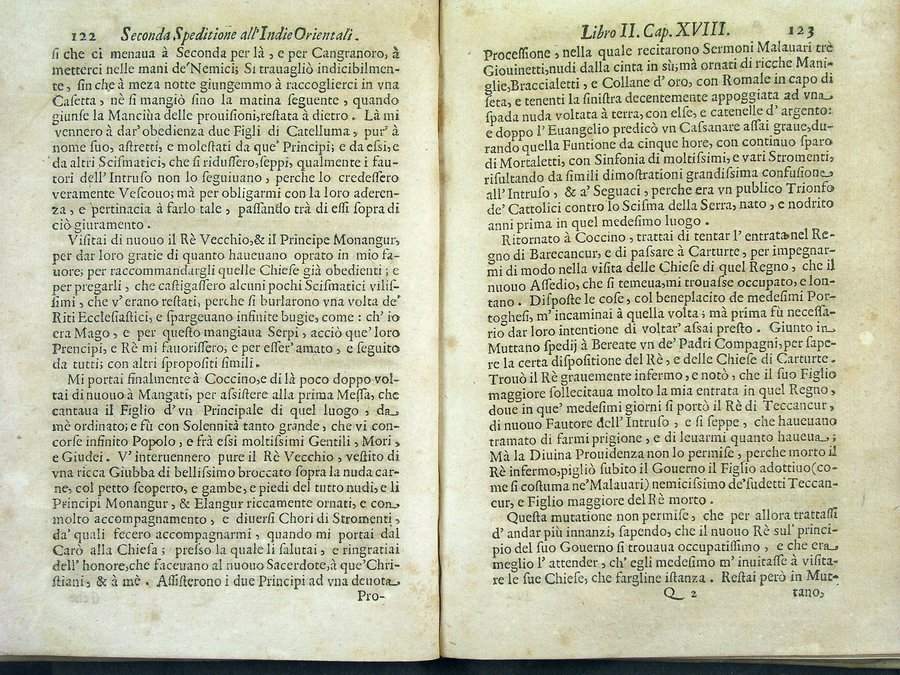 122 Seconda Speditione all'Indie Orientali.
ſi che ci menaua à Seconda per là, e per Cangranoro, à
metterci nelle mani de' Nemici; Si trauagliò indicibilmen-
te, ſin che à meza notte giungemmo à raccoglierci in vna
Caſetta, nè ſi mangiò ſino la matina ſeguente, quando
giunſe la Manciùa delle prouiſioni, reſtata à dietro. Là mi
vennero à dar' obedienza due Figli di Catelluma, pur' à
nome ſuo, aſtretti, e moleſtati da que' Principi; e da eſſi, e
da altri Sciſmatici, che ſi riduſſero, ſeppi, qualmente i fau-
tori dell' Intruſo non lo ſeguiuano, perche lo credeſſero
veramente Veſcouo; mà per obligarmi con la loro aderen-
za, e pertinacia à farlo tale, paſſando trà di eſſi ſopra di
ciò giuramento.
Viſitai di nuouo il Rè Vecchio, & il Principe Monangur,
per dar loro gratie di quanto haueuano oprato in mio fa-
uore; per raccommandargli quelle Chieſe già obedienti; e
per pregarli, che caſtigaſſero alcuni pochi Sciſmatici viliſ-
ſimi, che v' erano reſtati, perche ſi burlarono vna volta de'
Riti Eccleſiaſtici, e ſpargeuano infinite bugie, come: ch' io
era Mago, e per queſto mangiaua Serpi, acciò que' loro
Prencipi, e Rè mi fauoriſſero, e per eſſer' amato, e ſeguito
da tutti; con altri ſpropoſiti ſimili.
Mi portai finalmente à Coccino, e di là poco doppo vol-
tai di nuouo à Mangati, per aſſiſtere alla prima Meſſa, che
cantaua il Figlio d' vn Principale di quel luogo, da
mè ordinato; e fù con Solennità tanto grande, che vi con-
corſe infinito Popolo, e frà eſſi moltiſſimi Gentili, Mori,
e Giudei. V' interuennero pure il Rè Vecchio, veſtito di
vna ricca Giubba di belliſſimo broccato ſopra la nuda car-
ne, col petto ſcoperto, e gambe, e piedi del tutto nudi, e li
Principi Monangur, & Elangur riccamente ornati, e con
molto accompagnamento, e diuerſi Chori di Stromenti,
da' quali fecero accompagnarmi, quando mi portai dal
Carò alla Chieſa; preſſo la quale li ſalutai, e ringratiai
dell' honore, che faceuano al nuouo Sacerdote, à que' Chri-
ſtiani, & à mè. Aſſiſterono i due Principi ad vna deuota
Pro-
Libro II. Cap. XVIII. 123
Proceſſione, nella quale recitarono Sermoni Malauari trè
Giouinetti, nudi dalla cinta in sù; mà ornati di ricche Mani-
glie, Braccialetti, e Collane d' oro, con Romale in capo di
ſeta, e tenenti la ſiniſtra decentemente appoggiata ad vna
ſpada nuda voltata à terra, con elſe, e catenelle d' argento:
e doppo l' Euangelio predicò vn Caſſanare aſſai graue, du-
rando quella Funtione da cinque hore, con continuo ſparo
di Mortaletti, con Sinfonia di moltiſſimi, e vari Stromenti,
riſultando da ſimili dimoſtrationi grandiſſima confuſione
all' Intruſo, & a' Seguaci, perche era vn publico Trionfo
de' Cattolici contro lo Sciſma della Serra, nato, e nodrito
anni prima in quel medeſimo luogo.
Ritornato à Coccino, trattai di tentar l' entrata nel Re-
gno di Barecancur, e di paſſare à Carturte, per impegnar-
mi di modo nella viſita delle Chieſe di quel Regno, che il
nuouo Aſſedio, che ſi temeua, mi trouaſſe occupato, e lon-
tano. Diſpoſte le coſe, col beneplacito de medeſimi Por-
toghesi, m' incaminai à quella volta; mà prima fù neceſſa-
rio dar loro intentione di voltar' aſſai preſto. Giunto in
Muttano ſpedij à Bereate vn de' Padri Compagni, per ſape-
re la certa diſpoſitione del Rè, e delle Chieſe di Carturte.
Trouò il Rè grauemente infermo, e notò, che il ſuo Figlio
maggiore ſollecitaua molto la mia entrata in quel Regno,
doue in que' medeſimi giorni ſi portò il Rè di Teccancur,
di nuouo Fautore dell' Intruſo, e ſi ſeppe, che haueuano
tramato di farmi prigione, e di leuarmi quanto haueua;
Mà la Diuina Prouidenza non lo permiſe, perche morto il
Rè infermo, pigliò ſubito il Gouerno il Figlio adottiuo (co-
me ſi coſtuma ne' Malauari) nemiciſſimo de' ſudetti Teccan-
cur, e Figlio maggiore del Rè morto.
Queſta mutatione non permiſe, che per allora trattaſſi
d' andar più innanzi, ſapendo, che il nuouo Rè ſul' princi-
pio del ſuo Gouerno ſi trouaua occupatiſſimo, e che era
meglio l' attender, ch' egli medeſimo m' inuitaſſe à viſita-
re le ſue Chieſe, che fargline iſtanza. Reſtai però in Mut-
Q 2 tano,